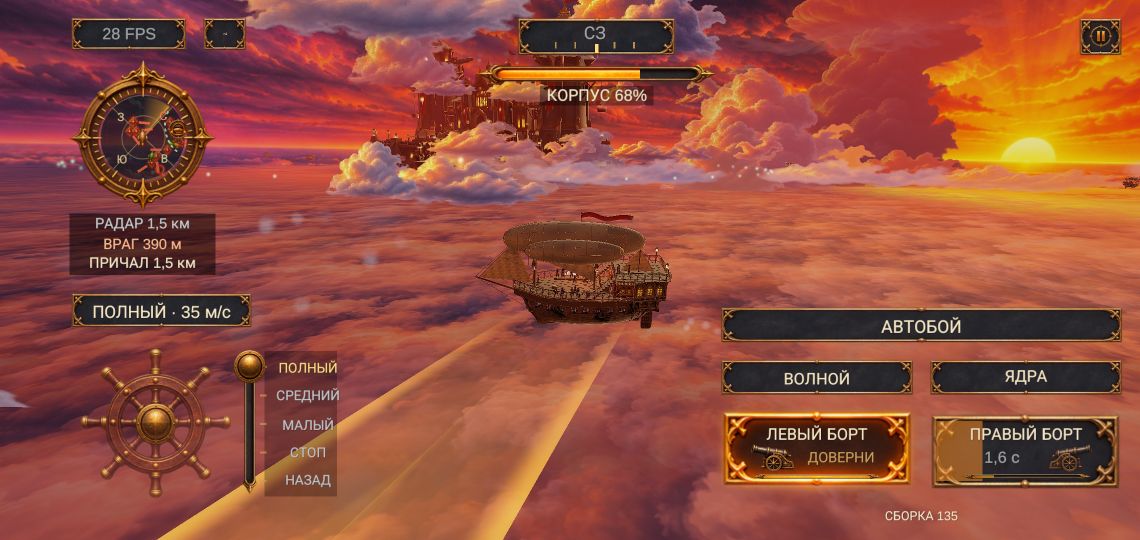 28 FPS
~
СЗ
КОРПУС 68%
З
Ю
В
РАДАР 1,5 км
ВРАГ 390 м
ПРИЧАЛ 1,5 км
ПОЛНЫЙ · 35 м/с
ПОЛНЫЙ
СРЕДНИЙ
МАЛЫЙ
СТОП
НАЗАД
АВТОБОЙ
ВОЛНОЙ
ЯДРА
ЛЕВЫЙ БОРТ
ДОВЕРНИ
ПРАВЫЙ БОРТ
1,6 с
СБОРКА 135